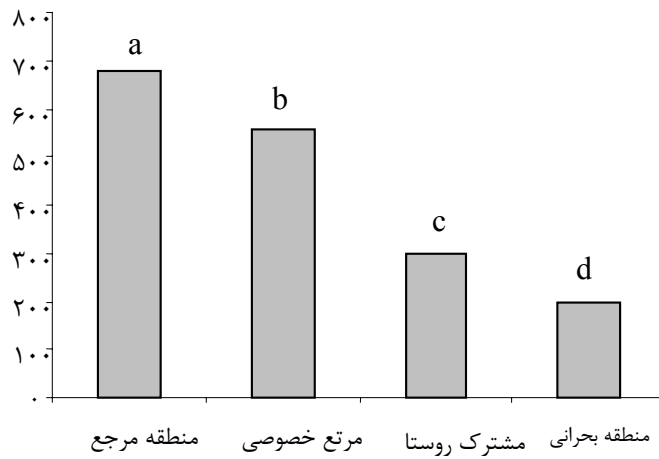 ۸۰۰
۷۰۰
۶۰۰
۵۰۰
۴۰۰
۳۰۰
۲۰۰
۱۰۰
۰
a
b
c
d
منطقه مرجع
مرتع خصوصی
مشترک روستا
منطقه بحرانی